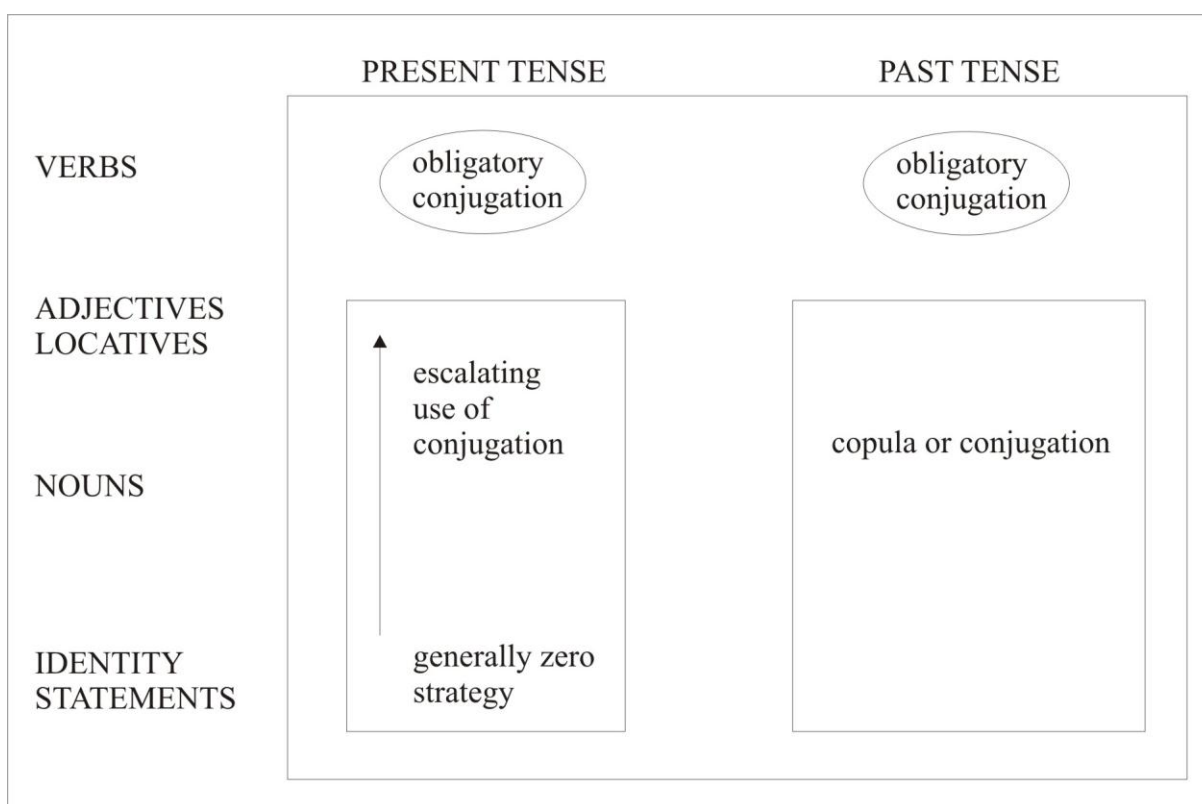 PRESENT TENSE
PAST TENSE
VERBS
obligatory
conjugation
obligatory
conjugation
ADJECTIVES
LOCATIVES
escalating
use of
conjugation
copula or conjugation
NOUNS
generally zero
strategy
IDENTITY
STATEMENTS